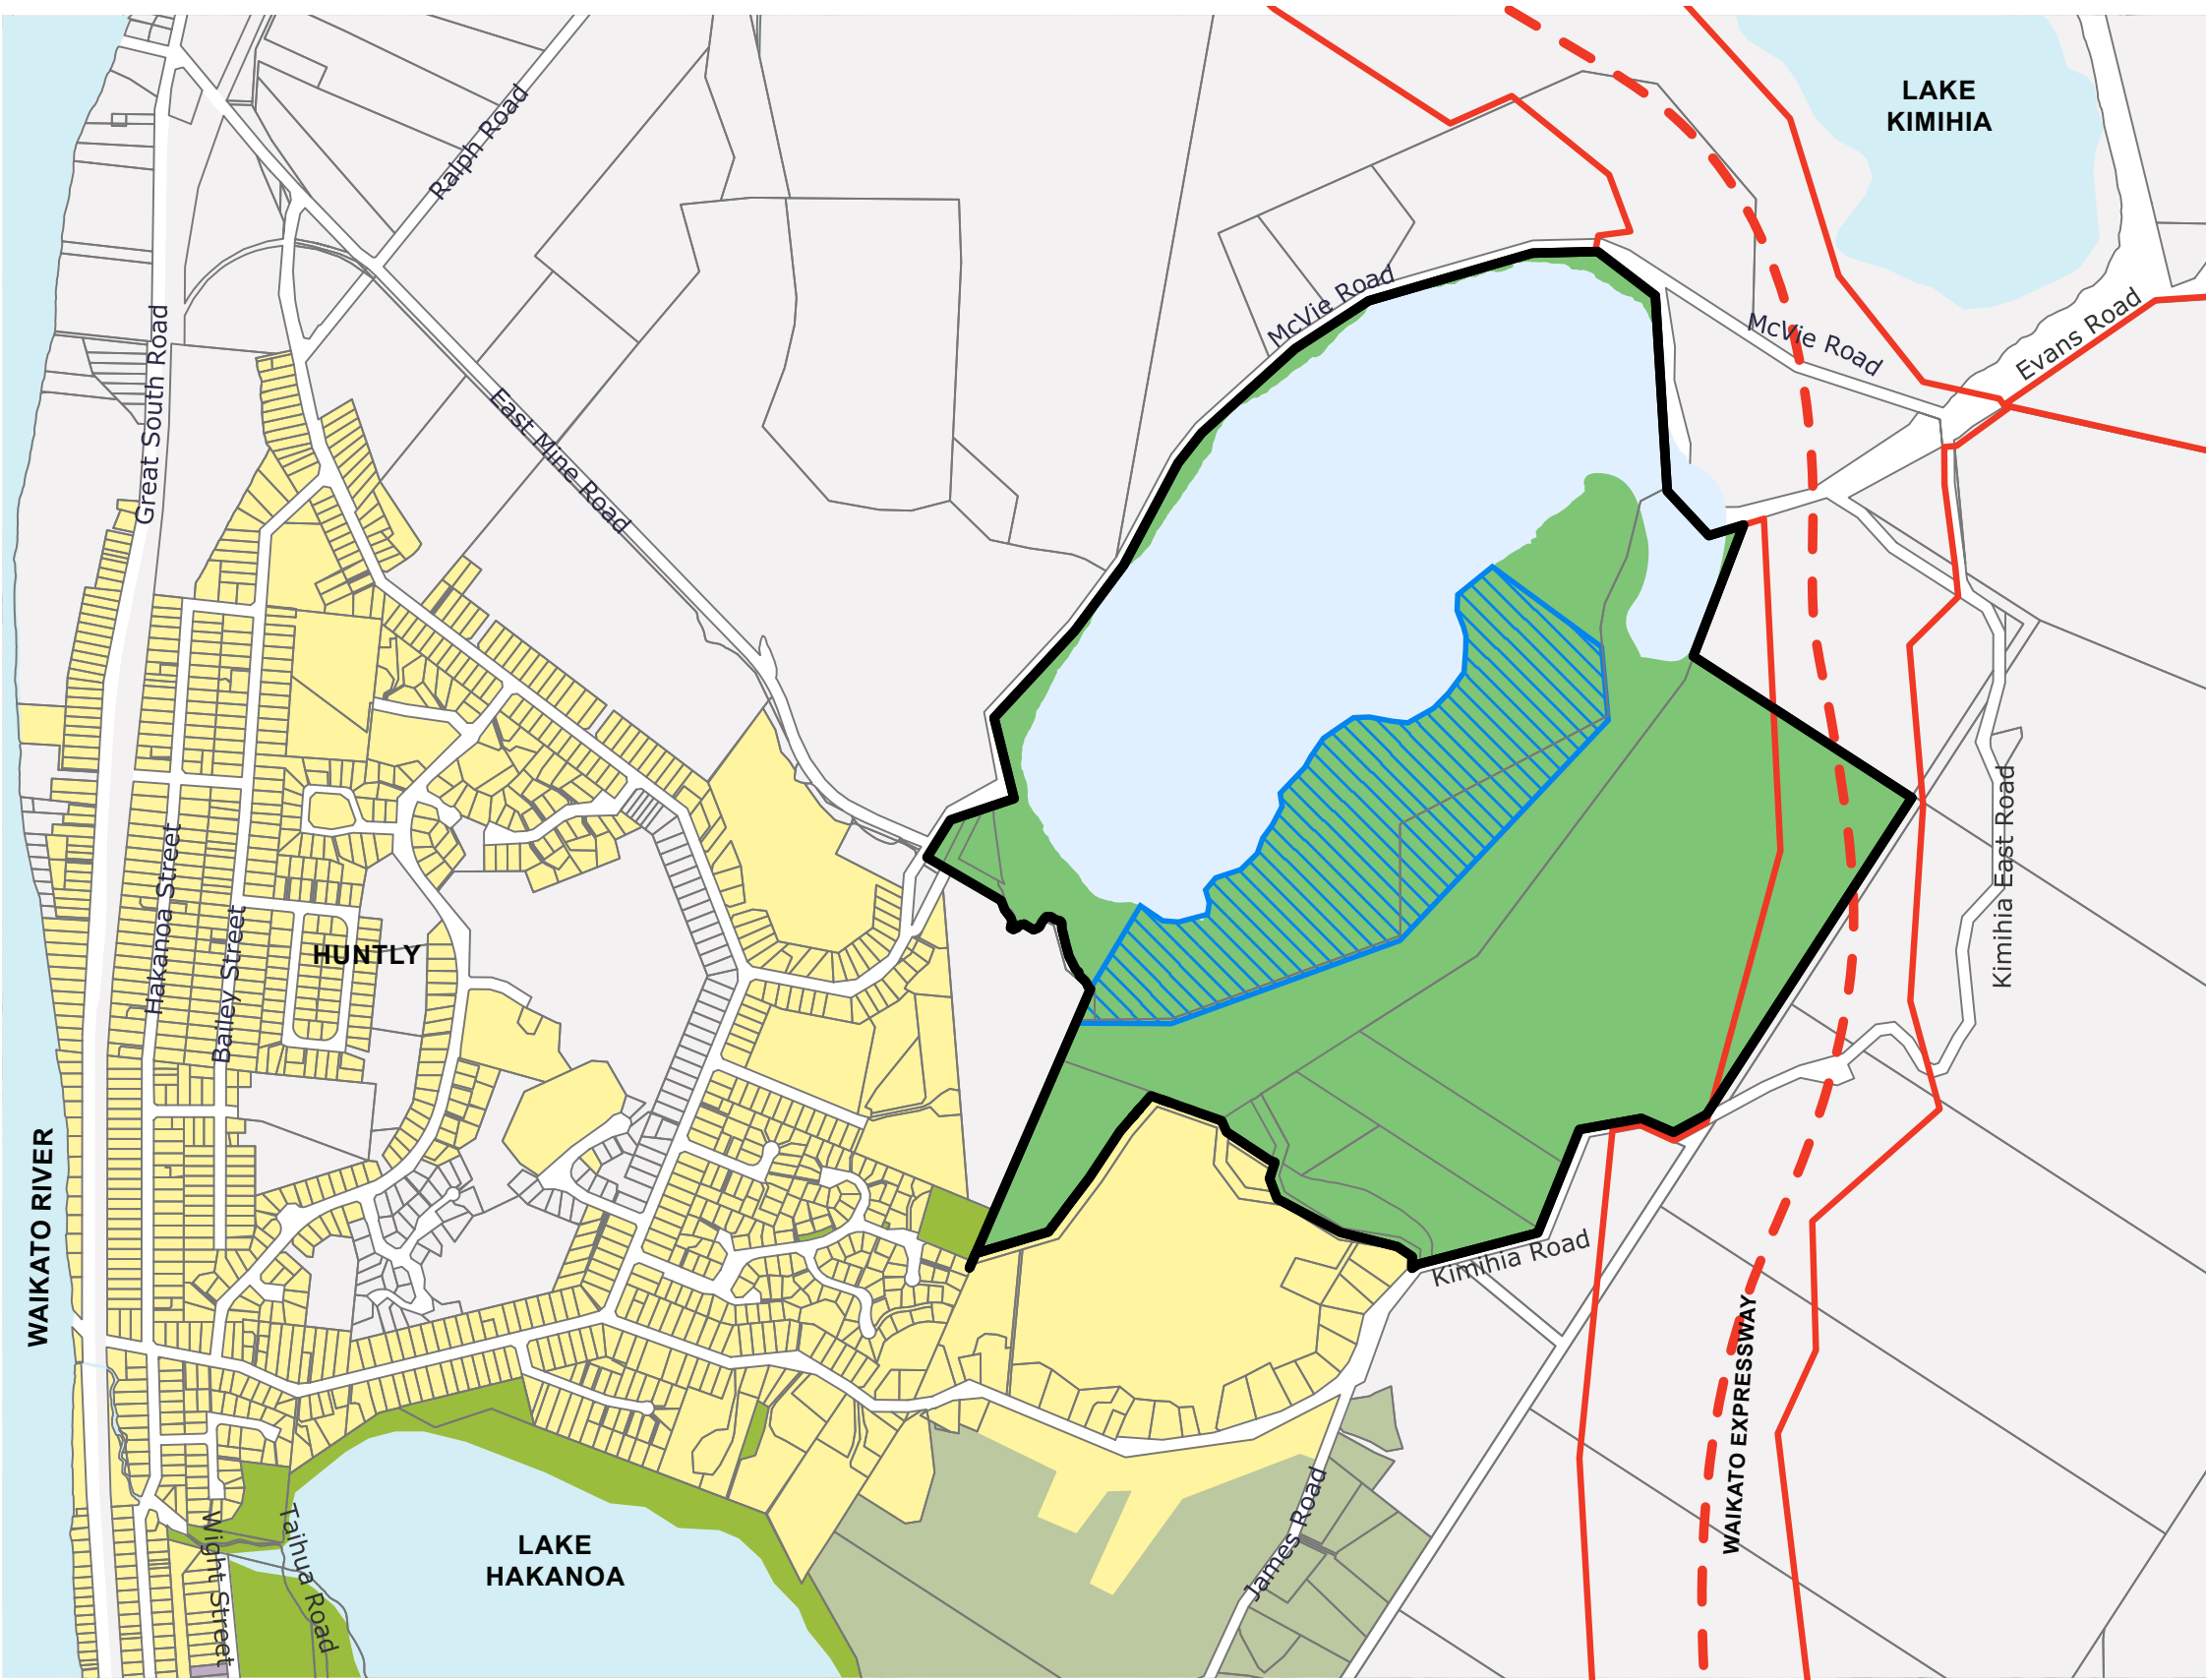 LAKE
KIMIHIA
Ralph Road
McVie Road
McVie Road
Evans Road
Great South Road
East Mine Road
Kimihia East Road
Hakanoa Street
Bailey Street
HUNTLY
WAIKATO RIVER
Kimihia Road
WAIKATO EXPRESSWAY
James Road
Wight Street
Taihua Road
LAKE
HAKANOA